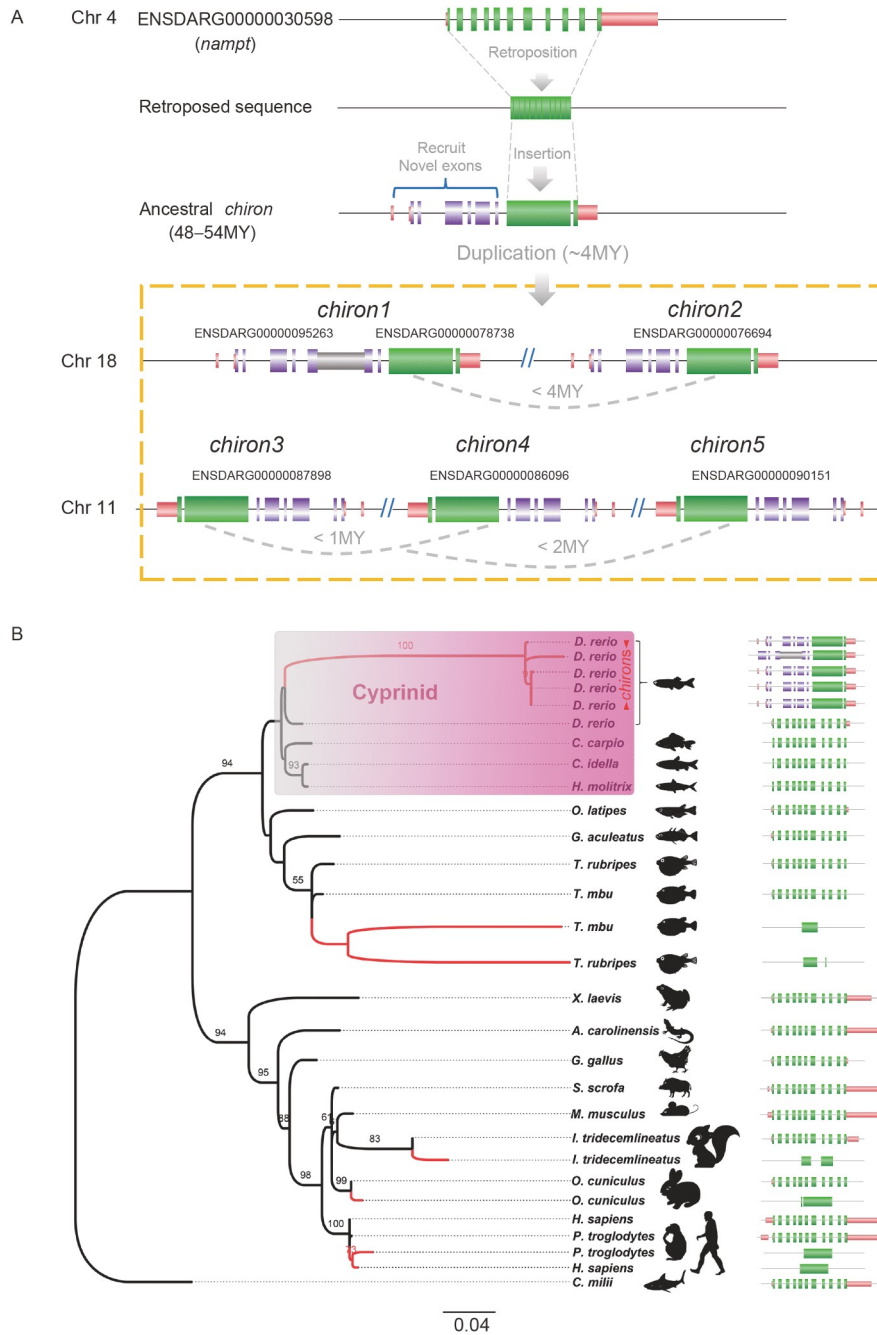 A
Chr 4
ENSDARG00000030598
(nampt)
Retroposition
Retroposed sequence
Recruit
Novel exons
Insertion
Ancestral chiron
(48–54MY)
Duplication (~4MY)
chiron1
chiron2
ENSDARG00000095263
ENSDARG00000078738
ENSDARG00000076694
Chr 18
//
< 4MY
chiron3
chiron4
chiron5
ENSDARG00000087898
ENSDARG00000086096
ENSDARG00000090151
Chr 11
//
//
< 1MY
< 2MY
B
100
D. rerio
D. rerio
D. rerio
D. rerio
D. rerio
chirons
Cyprinid
D. rerio
C. carpio
93
C. idella
94
H. molitrix
O. latipes
G. aculeatus
55
T. rubripes
T. mbu
T. mbu
T. rubripes
X. laevis
94
A. carolinensis
95
G. gallus
88
S. scrofa
61
M. musculus
83
I. tridecemlineatus
I. tridecemlineatus
98
99
O. cuniculus
O. cuniculus
100
H. sapiens
P. troglodytes
73
P. troglodytes
H. sapiens
C. milii
0.04